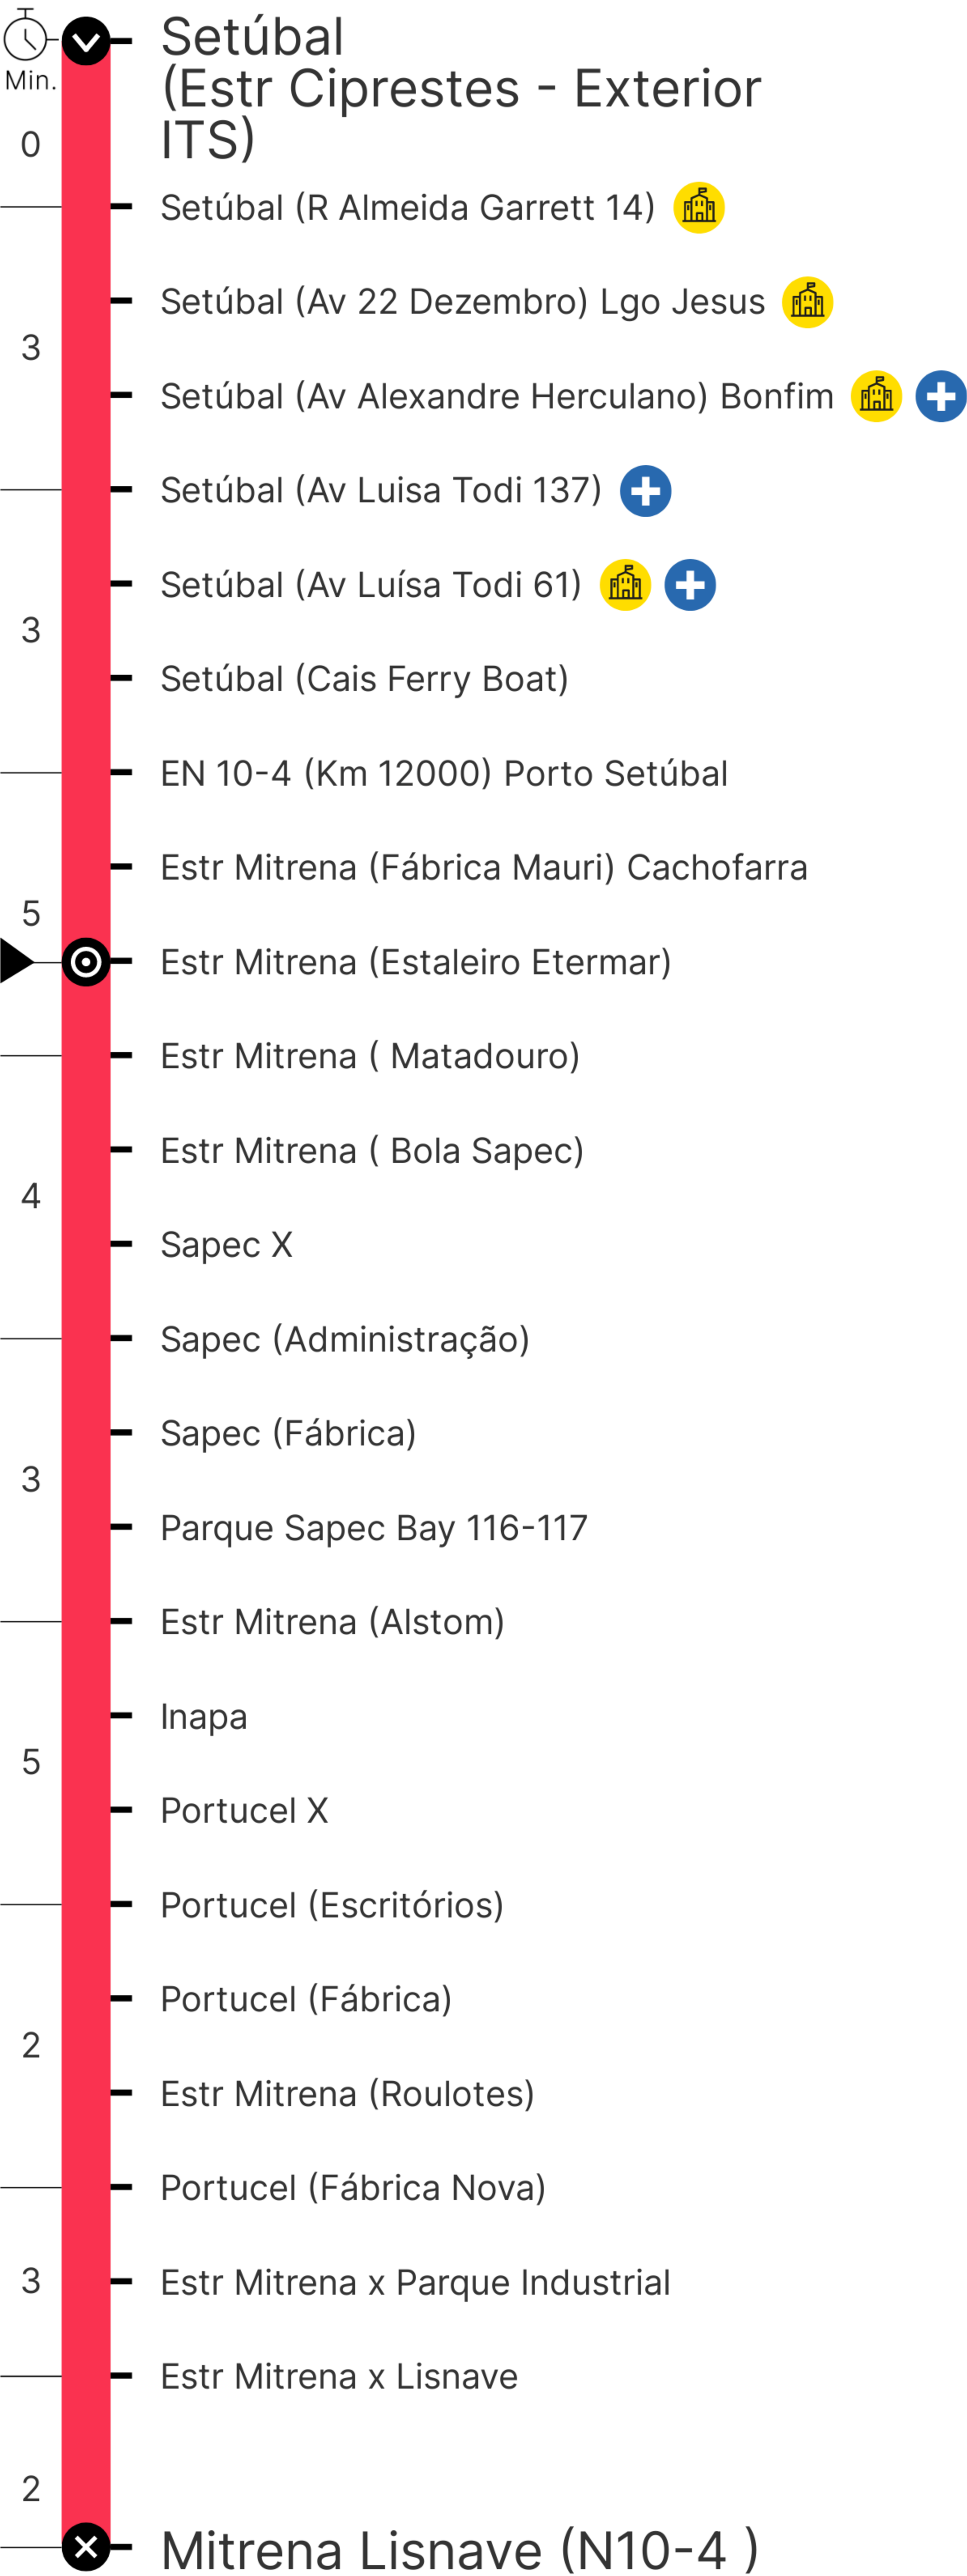 Setúbal
(Estr Ciprestes - Exterior
ITS)
Min.
0
Setúbal (R Almeida Garrett 14)
Setúbal (Av 22 Dezembro) Lgo Jesus
3
Setúbal (Av Alexandre Herculano) Bonfim
Setúbal (Av Luisa Todi 137)
Setúbal (Av Luísa Todi 61)
3
Setúbal (Cais Ferry Boat)
EN 10-4 (Km 12000) Porto Setúbal
Estr Mitrena (Fábrica Mauri) Cachofarra
5
Estr Mitrena (Estaleiro Etermar)
Estr Mitrena ( Matadouro)
Estr Mitrena ( Bola Sapec)
4
Sapec X
Sapec (Administração)
Sapec (Fábrica)
3
Parque Sapec Bay 116-117
Estr Mitrena (Alstom)
Inapa
5
Portucel X
Portucel (Escritórios)
Portucel (Fábrica)
2
Estr Mitrena (Roulotes)
Portucel (Fábrica Nova)
3
Estr Mitrena x Parque Industrial
Estr Mitrena x Lisnave
2
Mitrena Lisnave (N10-4 )